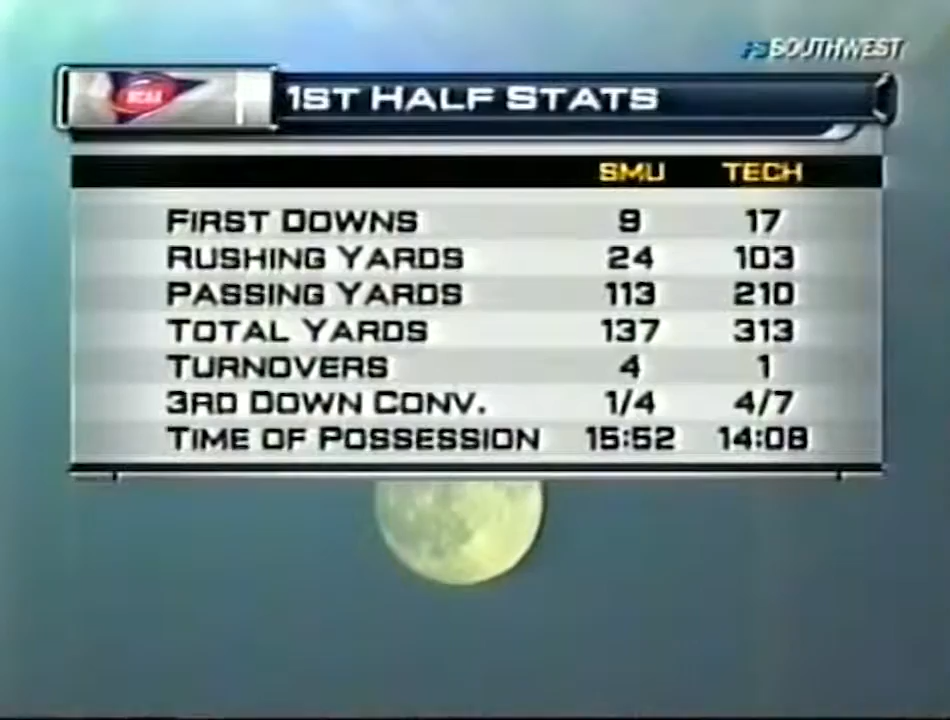 FS SOUTHWEST
NCAA
1ST HALF STATS
SMU TECH
FIRST DOWNS 9 17
RUSHING YARDS 24 103
PASSING YARDS 113 210
TOTAL YARDS 137 313
TURNOVERS 4 1
3RD DOWN CONV. 1/4 4/7
TIME OF POSSESSION 15:52 14:08